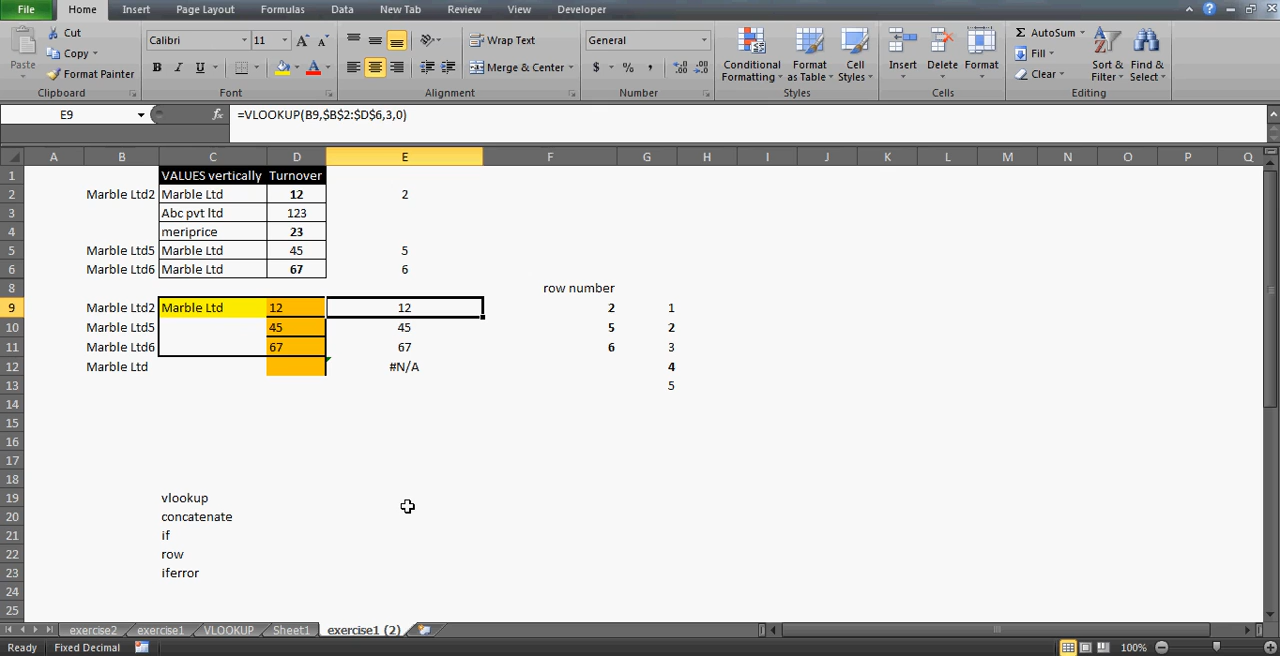 File Home Insert Page Layout Formulas Data New Tab Review View Developer
Paste
Cut
Copy
Format Painter
Clipboard
Calibri 11
B I U
Font
Wrap Text
Merge & Center
Alignment
General
$ % ,
Number
Conditional Formatting
Format as Table
Cell Styles
Styles
Insert Delete Format
Cells
AutoSum
Fill
Clear
Sort & Filter
Find & Select
Editing
E9 fx =VLOOKUP(B9,$B$2:$D$6,3,0)
A B C D E F G H I J K L M N O P Q
1 VALUES vertically Turnover
2 Marble Ltd2 Marble Ltd 12 2
3 Abc pvt ltd 123
4 meriprice 23
5 Marble Ltd5 Marble Ltd 45 5
6 Marble Ltd6 Marble Ltd 67 6
8 row number
9 Marble Ltd2 Marble Ltd 12 12 2 1
10 Marble Ltd5 45 45 5 2
11 Marble Ltd6 67 67 6 3
12 Marble Ltd #N/A 4
13 5
14
15
16
17
18
19 vlookup
20 concatenate
21 if
22 row
23 iferror
24
25
exercise2 exercise1 VLOOKUP Sheet1 exercise1 (2)
Ready Fixed Decimal 100%